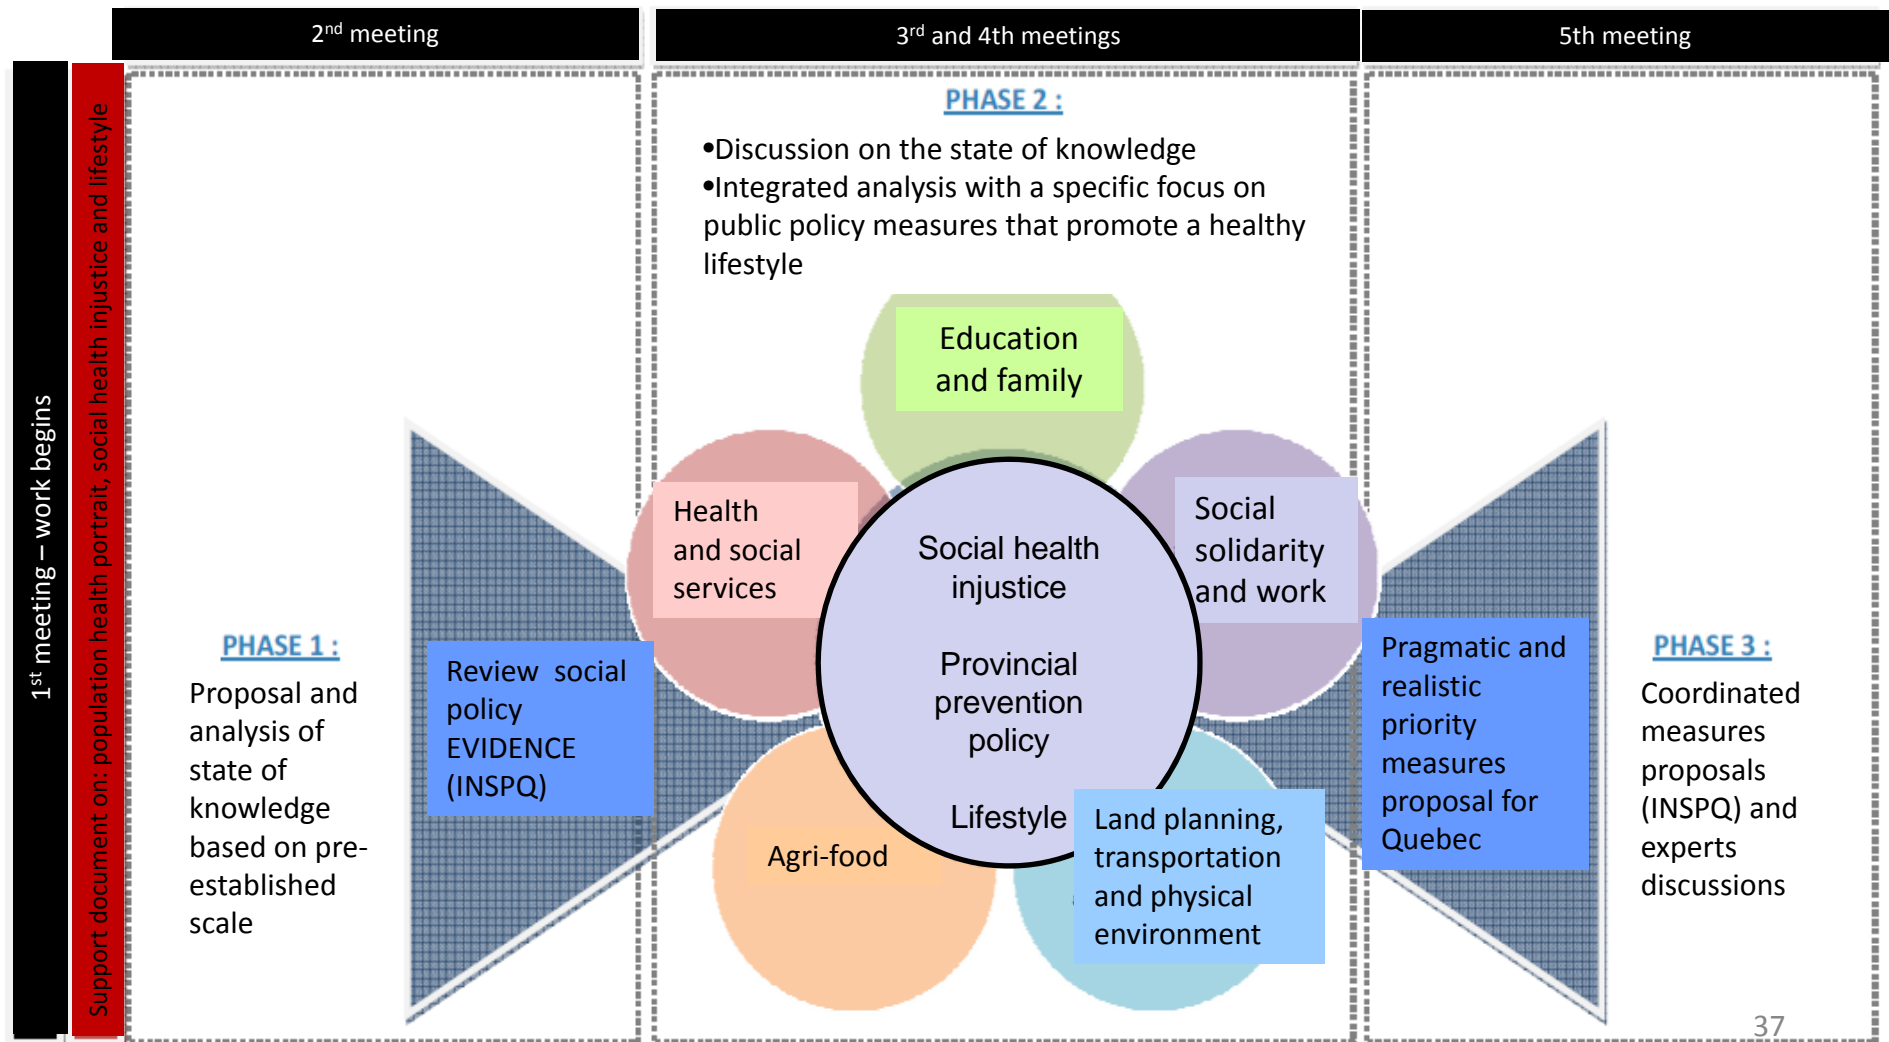 2nd meeting
3rd and 4th meetings
5th meeting
1st meeting – work begins
Support document on: population health portrait, social health injustice and lifestyle
PHASE 1 :
Proposal and
analysis of
state of
knowledge
based on pre-
established
scale
Review social
policy
EVIDENCE
(INSPQ)
PHASE 2 :
•Discussion on the state of knowledge
•Integrated analysis with a specific focus on
public policy measures that promote a healthy
lifestyle
Education
and family
Health
and social
services
Social
solidarity
and work
Social health
injustice
Provincial
prevention
policy
Lifestyle
Agri-food
Land planning,
transportation
and physical
environment
Pragmatic and
realistic
priority
measures
proposal for
Quebec
PHASE 3 :
Coordinated
measures
proposals
(INSPQ) and
experts
discussions
37